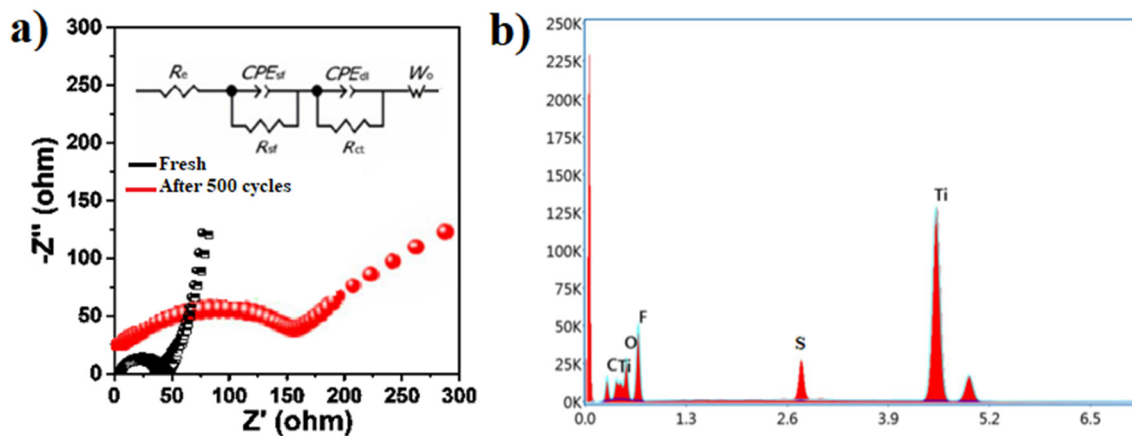 a)
300
250
200
150
100
50
0
-Z" (ohm)
Re CPEsf CPEdl Wo
Rsf Rct
Fresh
After 500 cycles
0 50 100 150 200 250 300
Z' (ohm)
b)
250K
225K
200K
175K
150K
125K
100K
75K
50K
25K
0K
C Ti O F S Ti
0.0 1.3 2.6 3.9 5.2 6.5